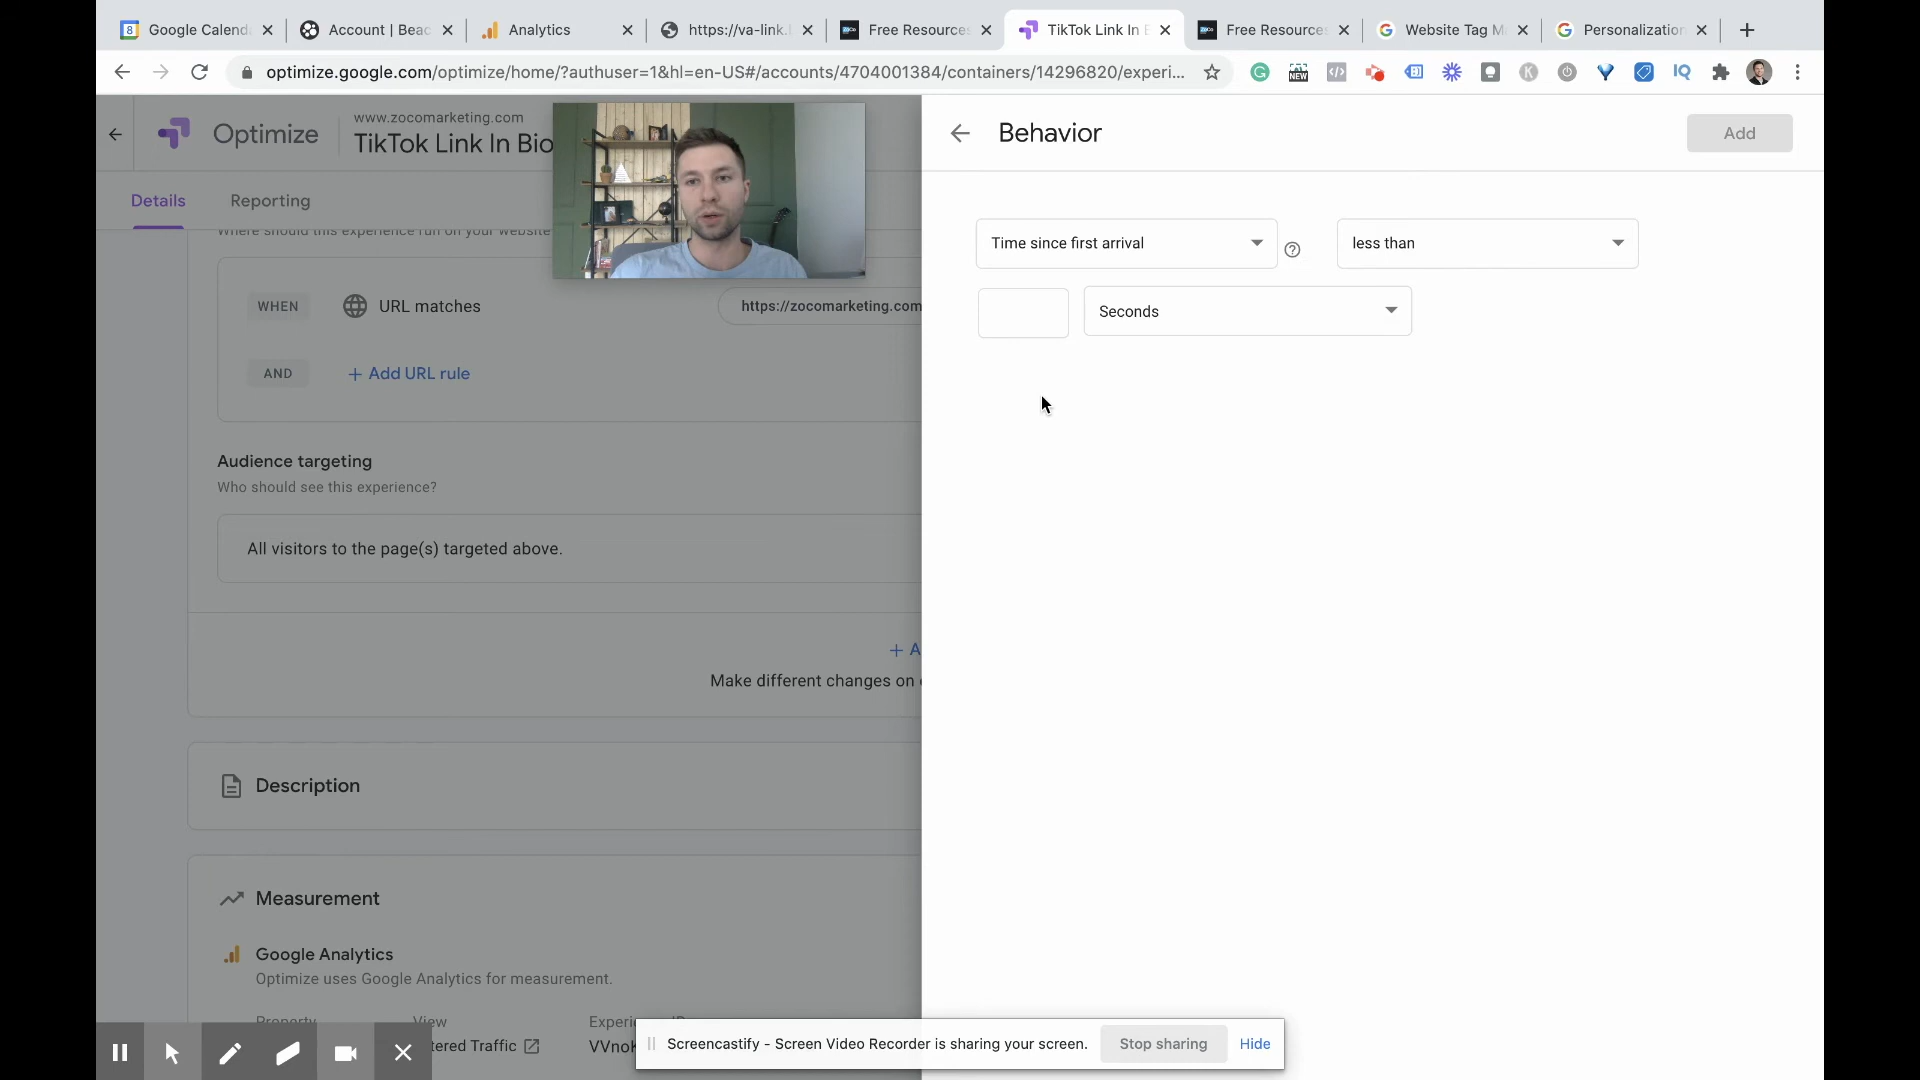 Google Calend
Account | Beac
Analytics
https://va-link.
Free Resource
TikTok Link In B
Free Resources
Website Tag M
Personalization
optimize.google.com/optimize/home/?authuser=1&hl=en-US#/accounts/4704001384/containers/14296820/experi...
NEW
Optimize
www.zocomarketing.com
TikTok Link In Bio
Behavior
Add
Details
Reporting
Where should this experience run on your website
Time since first arrival
less than
WHEN
URL matches
https://zocomarketing.com
Seconds
AND
+ Add URL rule
Audience targeting
Who should see this experience?
All visitors to the page(s) targeted above.
+ A
Make different changes on
Description
Measurement
Google Analytics
Optimize uses Google Analytics for measurement.
Property
View
tered Traffic
Screencastify - Screen Video Recorder is sharing your screen.
Stop sharing
Hide